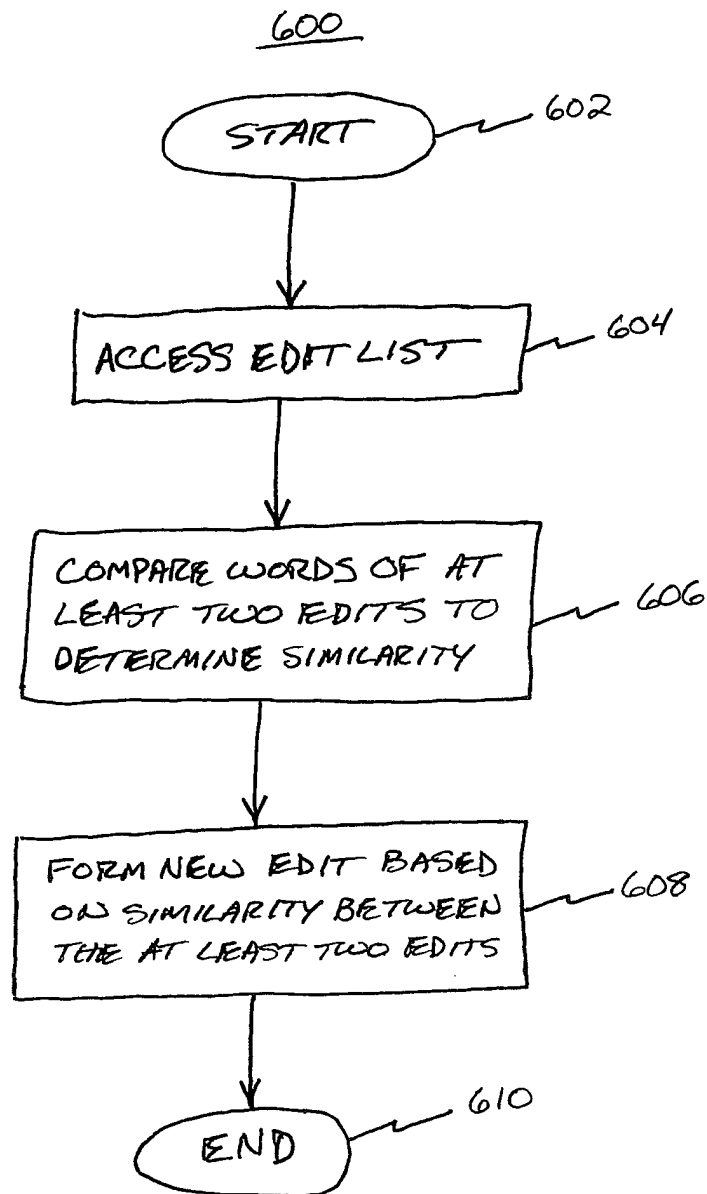 600
START
602
ACCESS EDIT LIST
604
COMPARE WORDS OF AT
LEAST TWO EDITS TO
DETERMINE SIMILARITY
606
FORM NEW EDIT BASED
ON SIMILARITY BETWEEN
THE AT LEAST TWO EDITS
608
END
610